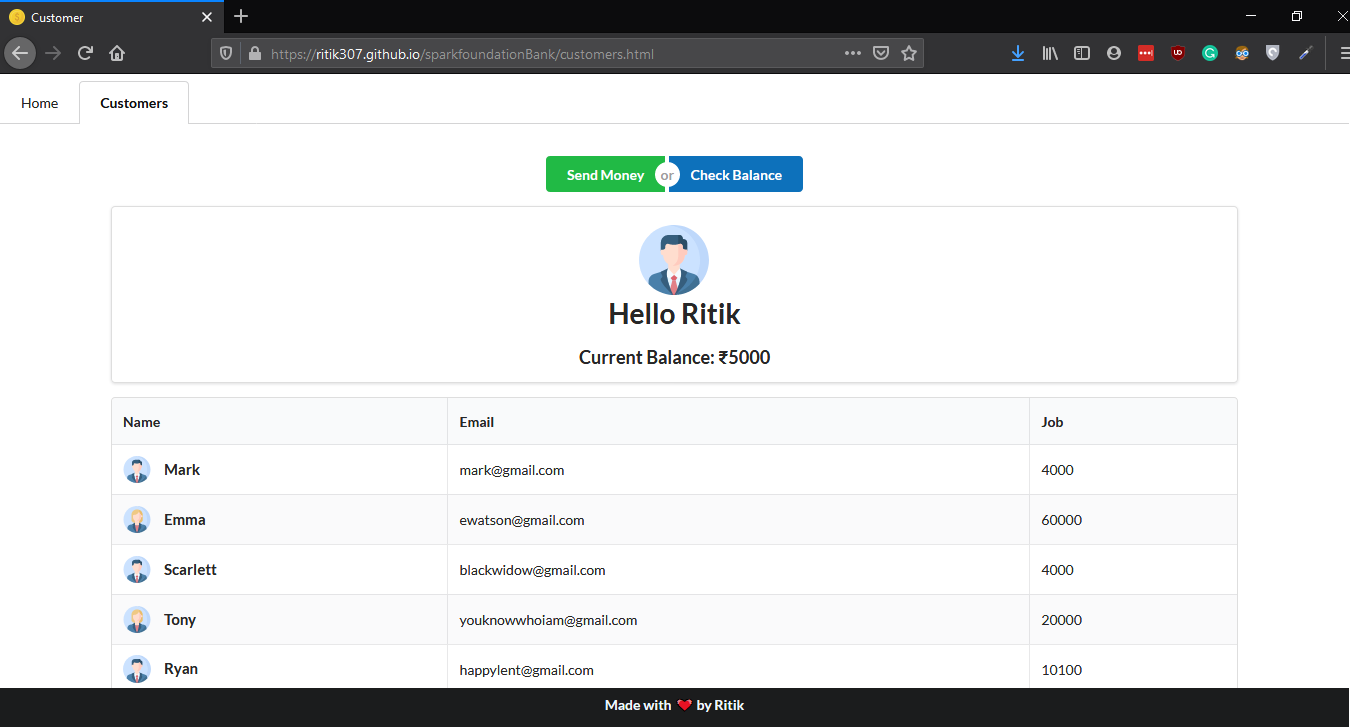 Customer
https://ritik307.github.io/sparkfoundationBank/customers.html
Home Customers
Send Money or Check Balance
Hello Ritik
Current Balance: ₹5000
Name Email Job
Mark mark@gmail.com 4000
Emma ewatson@gmail.com 60000
Scarlett blackwidow@gmail.com 4000
Tony youknowwhoiam@gmail.com 20000
Ryan happylent@gmail.com 10100
Made with ❤ by Ritik